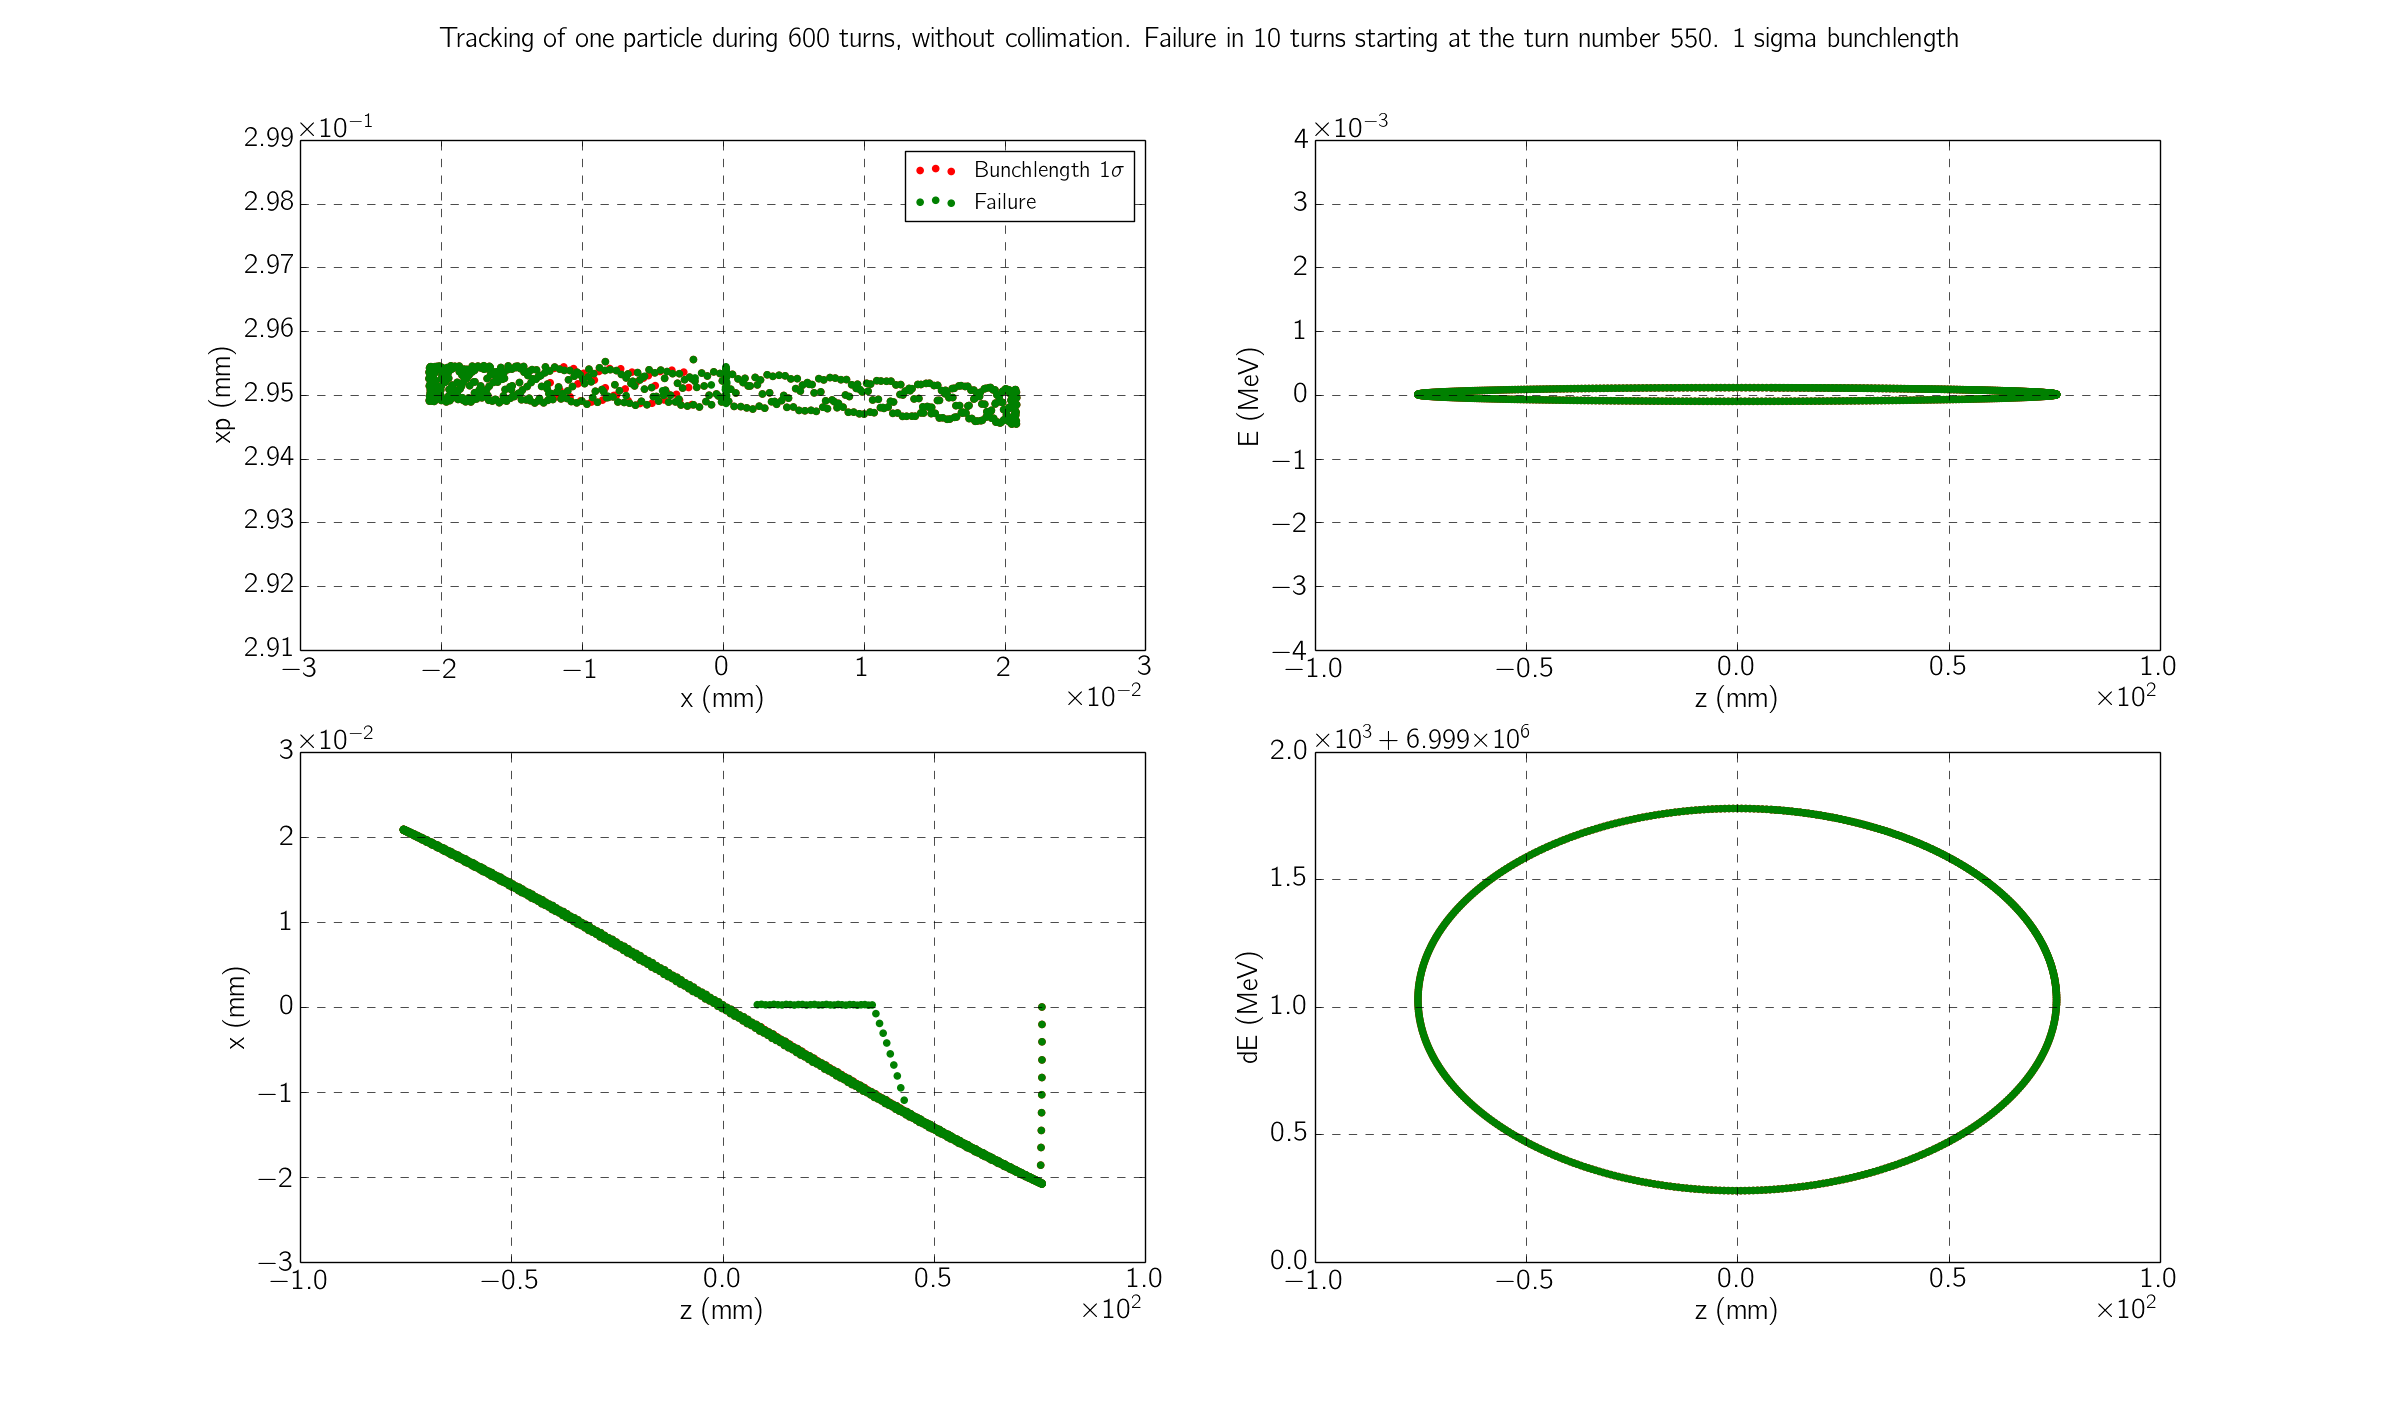 Tracking of one particle during 600 turns, without collimation. Failure in 10 turns starting at the turn number 550. 1 sigma bunchlength
×10−1
2.99
2.98
2.97
2.96
2.95
2.94
2.93
2.92
2.91
xp (mm)
Bunchlength 1σ
Failure
−3 −2 −1 0 1 2 3
x (mm)
×10−2
×10−3
4
3
2
1
0
−1
−2
−3
−4
E (MeV)
−1.0 −0.5 0.0 0.5 1.0
z (mm)
×102
×10−2
3
2
1
0
−1
−2
−3
x (mm)
−1.0 −0.5 0.0 0.5 1.0
z (mm)
×102
×103 + 6.999×106
2.0
1.5
1.0
0.5
0.0
dE (MeV)
−1.0 −0.5 0.0 0.5 1.0
z (mm)
×102